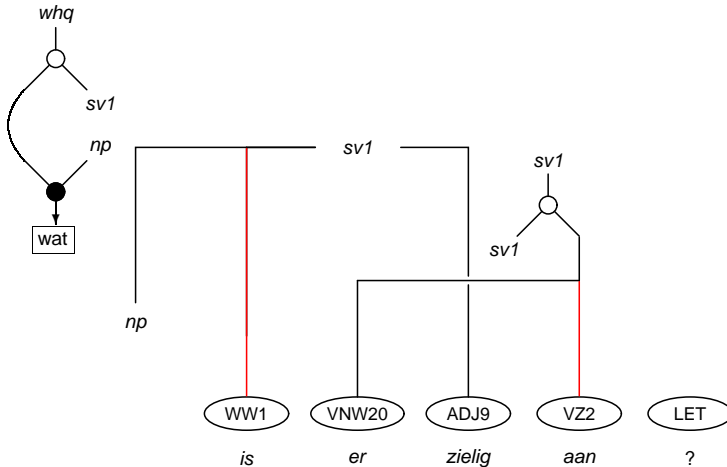 whq
sv1
np
wat
sv1
sv1
sv1
np
WW1 VNW20 ADJ9 VZ2 LET
is er zielig aan ?